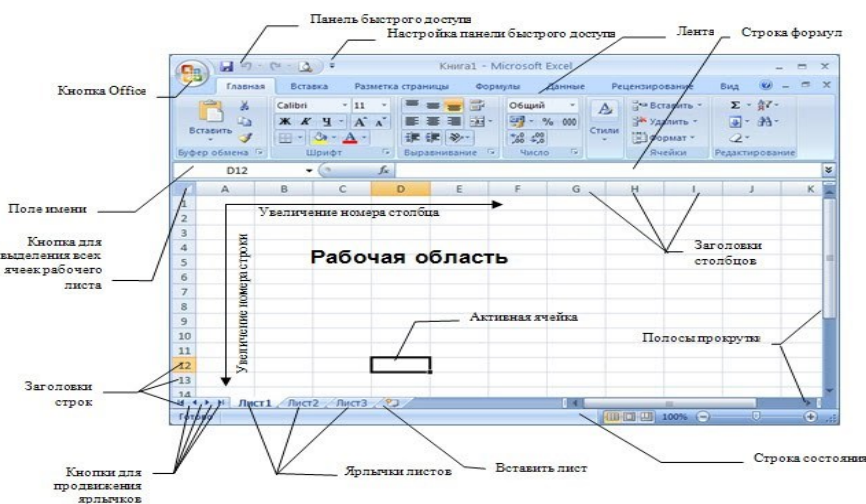 Панель быстрого доступа
Настройка панели быстрого доступа
Лента
Строка формул
Кнопка Office
Книга1 - Microsoft Excel
Главная Вставка Разметка страницы Формулы Данные Рецензирование Вид
Вставить
Calibri 11
Ж К Ч
Общий
% 000
Стили
Вставить
Удалить
Формат
Буфер обмена Шрифт Выравнивание Число Ячейки Редактирование
D12 fx
Поле имени
A B C D E F G H I J K
1
2
3
4
5
6
7
8
9
10
11
12
13
14
Увеличение номера столбца
Увеличение номера строки
Рабочая область
Кнопка для
выделения всех
ячеек рабочего
листа
Заголовки
столбцов
Активная ячейка
Полосы прокрутки
Заголовки
строк
Лист1 Лист2 Лист3
Готово
100%
Кнопки для
продвижения
ярлычков
Ярлычки листов
Вставить лист
Строка состояния